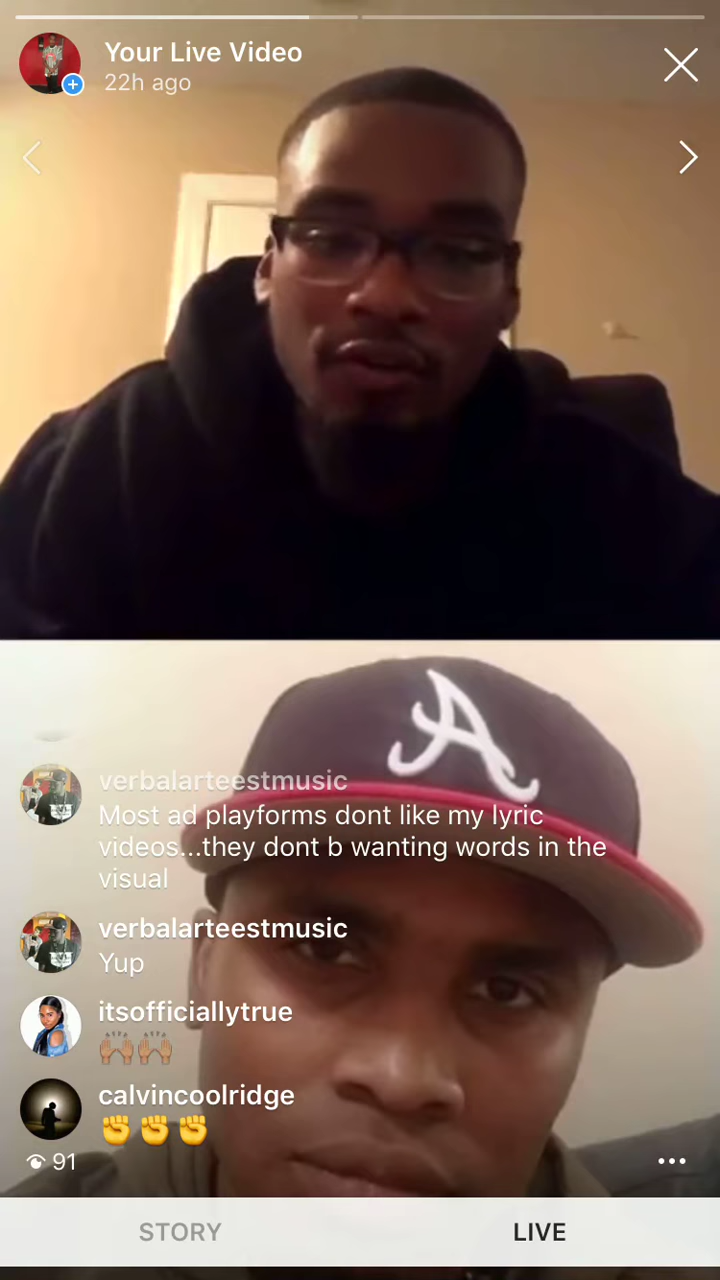 Your Live Video
22h ago
A
verbalarteestmusic
Most ad playforms dont like my lyric
videos...they dont b wanting words in the
visual
verbalarteestmusic
Yup
itsofficiallytrue
🙌🏽🙌🏽
calvincoolridge
✊✊✊
91
STORY LIVE